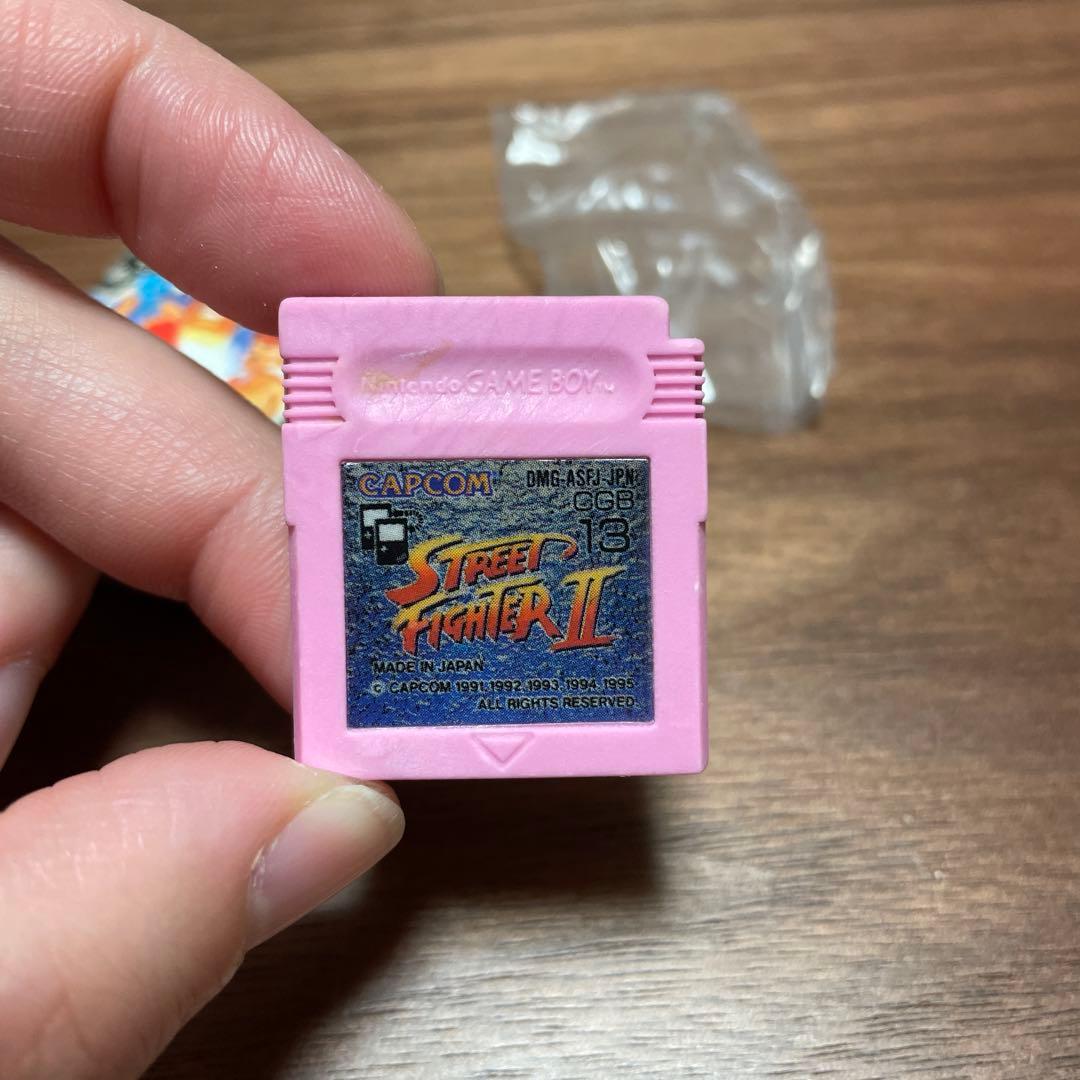 Nintendo GAME BOY TM
CAPCOM DMG-ASFJ-JPN
CGB
13
STREET
FIGHTER II
MADE IN JAPAN
© CAPCOM 1991,1992,1993,1994,1995
ALL RIGHTS RESERVED